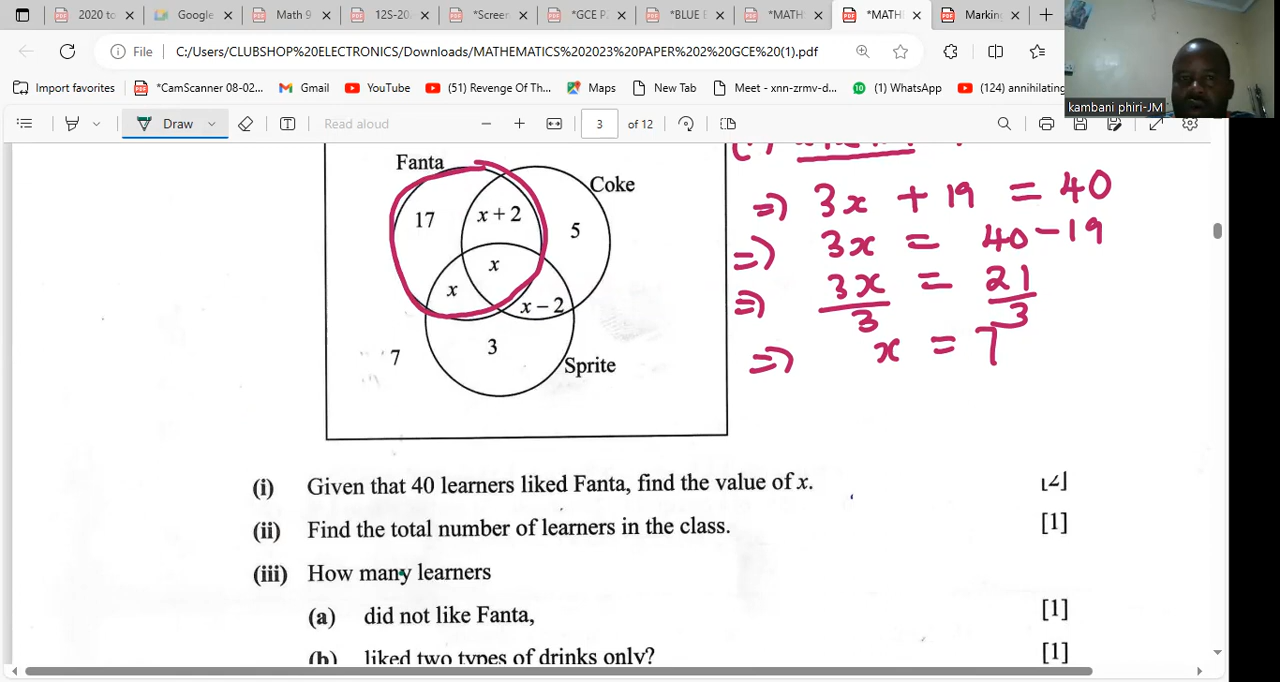 2020 to
Google
Math 9
12S-20
*Screen
*GCE P
*BLUE E
*MATH
*MATH
Marking
File C:/Users/CLUBSHOP%20ELECTRONICS/Downloads/MATHEMATICS%202023%20PAPER%202%20GCE%20(1).pdf
Import favorites
*CamScanner 08-02...
Gmail
YouTube
(51) Revenge Of Th...
Maps
New Tab
Meet - xnn-zrmv-d...
(1) WhatsApp
(124) annihilating
kambani phiri-JM
Draw
Read aloud
3 of 12
Fanta
Coke
17
x + 2
5
x
x
x − 2
7
3
Sprite
=) 3x + 19 = 40
=) 3x = 40 - 19
=) 3x/3 = 21/3
=) x = 7
(i) Given that 40 learners liked Fanta, find the value of x.
(ii) Find the total number of learners in the class. [1]
(iii) How many learners
(a) did not like Fanta, [1]
(b) liked two types of drinks only? [1]